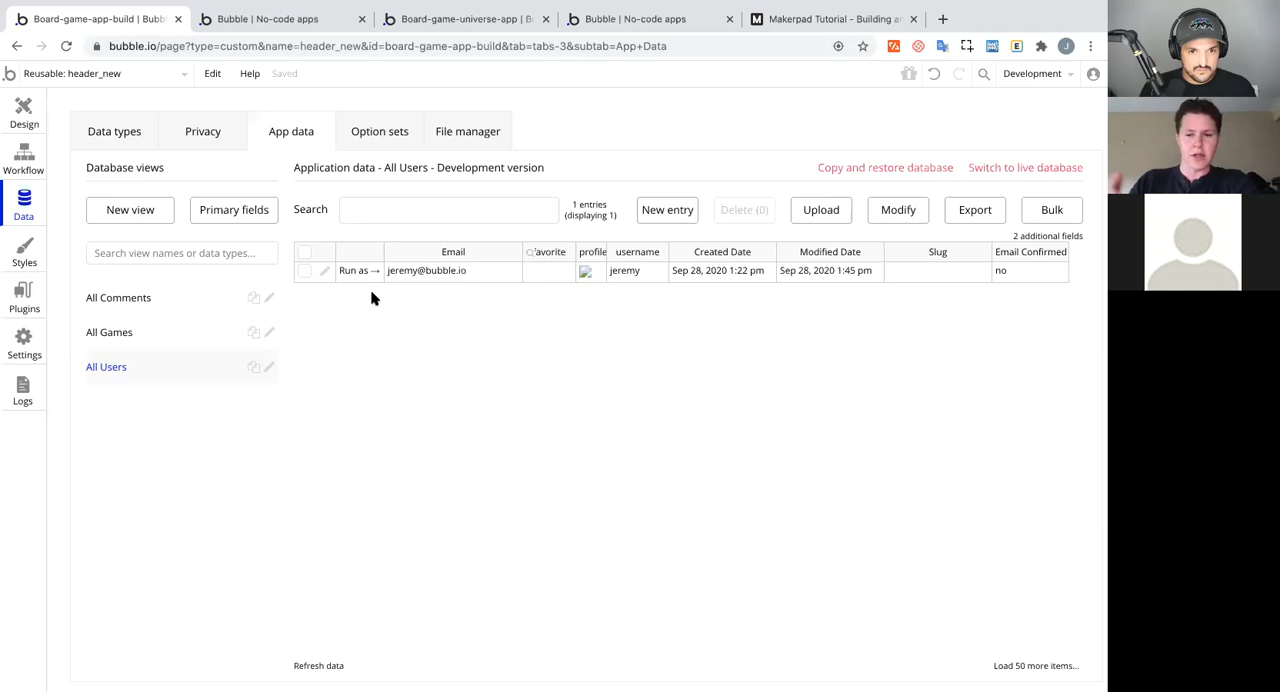 Board-game-app-build | Bubb
Bubble | No-code apps
Board-game-universe-app | B
Bubble | No-code apps
Makerpad Tutorial - Building a
bubble.io/page?type=custom&name=header_new&id=board-game-app-build&tab=tabs-3&subtab=App+Data
Reusable: header_new
Edit
Help
Saved
Development
Design
Workflow
Data
Styles
Plugins
Settings
Logs
Data types
Privacy
App data
Option sets
File manager
Database views
Application data - All Users - Development version
Copy and restore database
Switch to live database
New view
Primary fields
Search
1 entries
(displaying 1)
New entry
Delete (0)
Upload
Modify
Export
Bulk
2 additional fields
Search view names or data types...
Email
favorite
profile
username
Created Date
Modified Date
Slug
Email Confirmed
Run as →
jeremy@bubble.io
jeremy
Sep 28, 2020 1:22 pm
Sep 28, 2020 1:45 pm
no
All Comments
All Games
All Users
Refresh data
Load 50 more items...